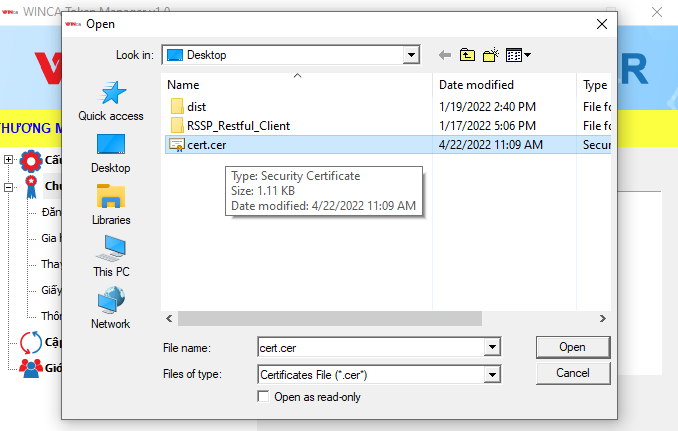 WINCA Token Manager v1.0
Open
Look in:
Desktop
Name
Date modified
Type
dist
1/19/2022 2:40 PM
File fo
RSSP_Restful_Client
1/17/2022 5:06 PM
File fo
cert.cer
4/22/2022 11:09 AM
Secur
Type: Security Certificate
Size: 1.11 KB
Date modified: 4/22/2022 11:09 AM
Quick access
Desktop
Libraries
This PC
Network
File name:
cert.cer
Open
Files of type:
Certificates File (*.cer*)
Cancel
Open as read-only
W
ER
THƯƠNG M
Cấu
Chu
Đăn
Gia h
Thay
Giấy
Thôn
Cập
Giớ